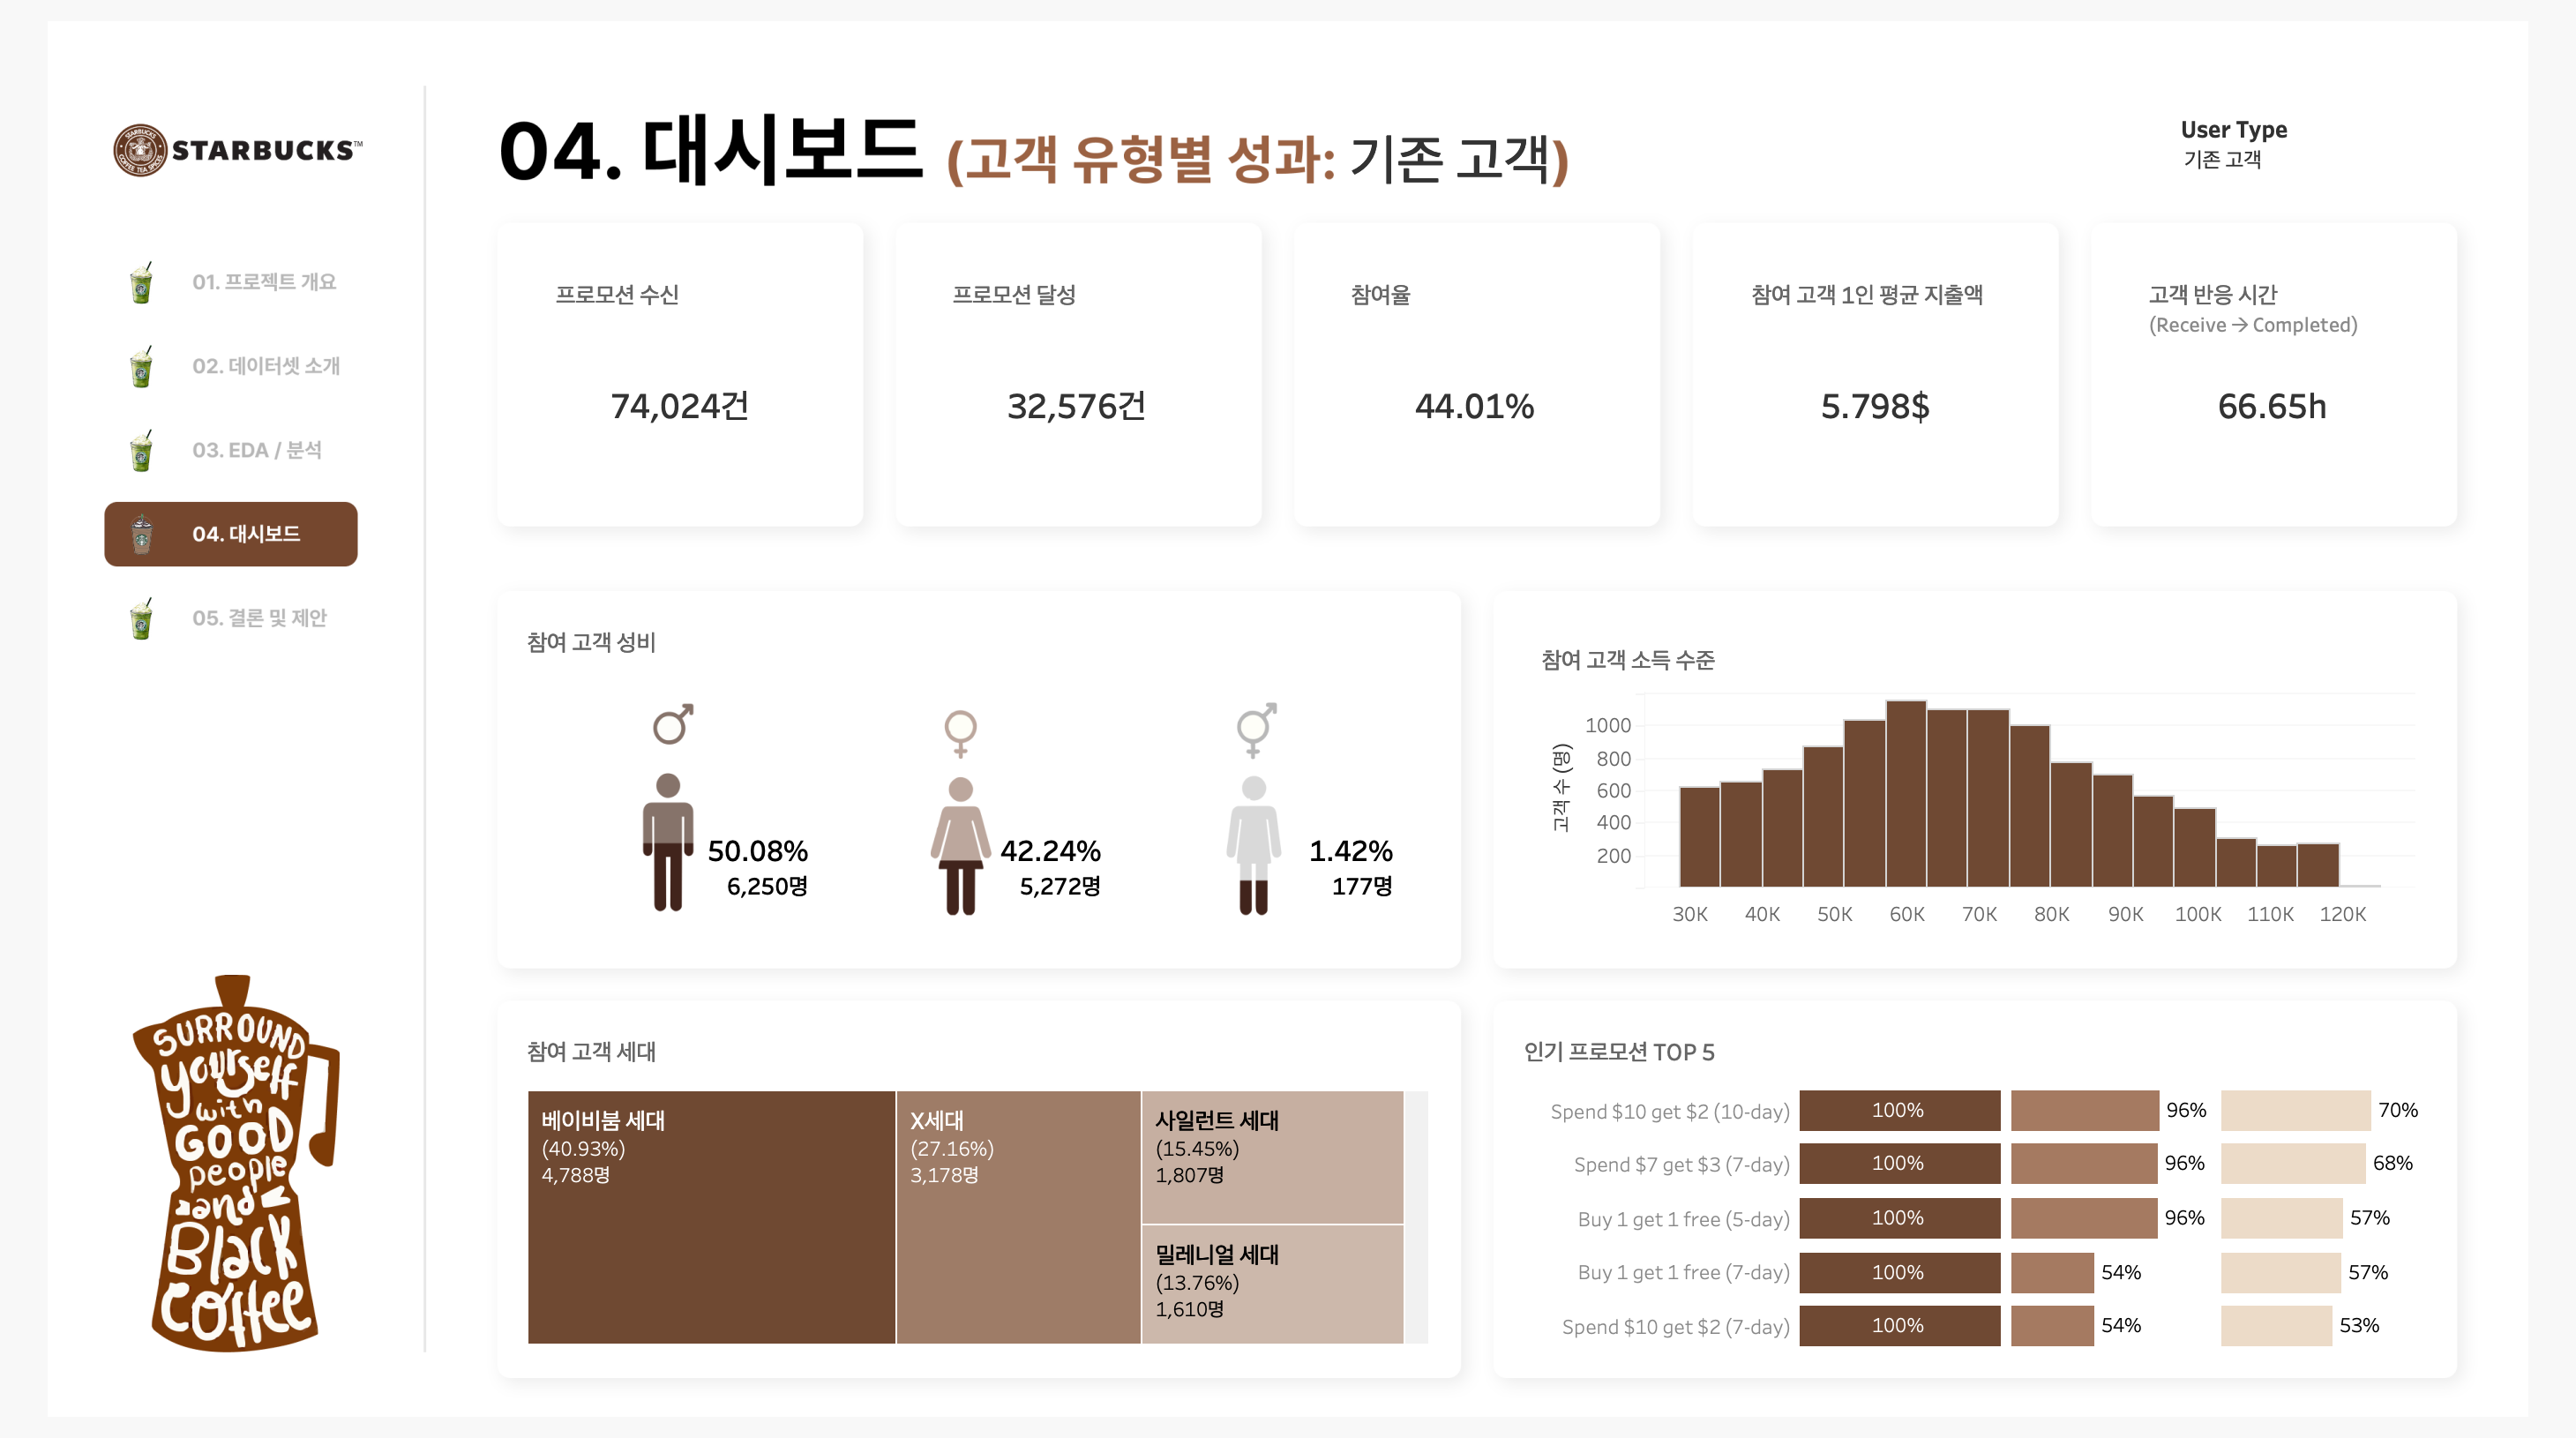 STARBUCKS™
01. 프로젝트 개요
02. 데이터셋 소개
03. EDA / 분석
04. 대시보드
05. 결론 및 제안
SURROUND
yourself
with
GOOD
people
and
Black
Coffee
04. 대시보드 (고객 유형별 성과: 기존 고객)
User Type
기존 고객
프로모션 수신
74,024건
프로모션 달성
32,576건
참여율
44.01%
참여 고객 1인 평균 지출액
5.798$
고객 반응 시간
(Receive → Completed)
66.65h
참여 고객 성비
50.08%
6,250명
42.24%
5,272명
1.42%
177명
참여 고객 소득 수준
고객 수 (명)
1000
800
600
400
200
30K 40K 50K 60K 70K 80K 90K 100K 110K 120K
참여 고객 세대
베이비붐 세대
(40.93%)
4,788명
X세대
(27.16%)
3,178명
사일런트 세대
(15.45%)
1,807명
밀레니얼 세대
(13.76%)
1,610명
인기 프로모션 TOP 5
Spend $10 get $2 (10-day) 100% 96% 70%
Spend $7 get $3 (7-day) 100% 96% 68%
Buy 1 get 1 free (5-day) 100% 96% 57%
Buy 1 get 1 free (7-day) 100% 54% 57%
Spend $10 get $2 (7-day) 100% 54% 53%